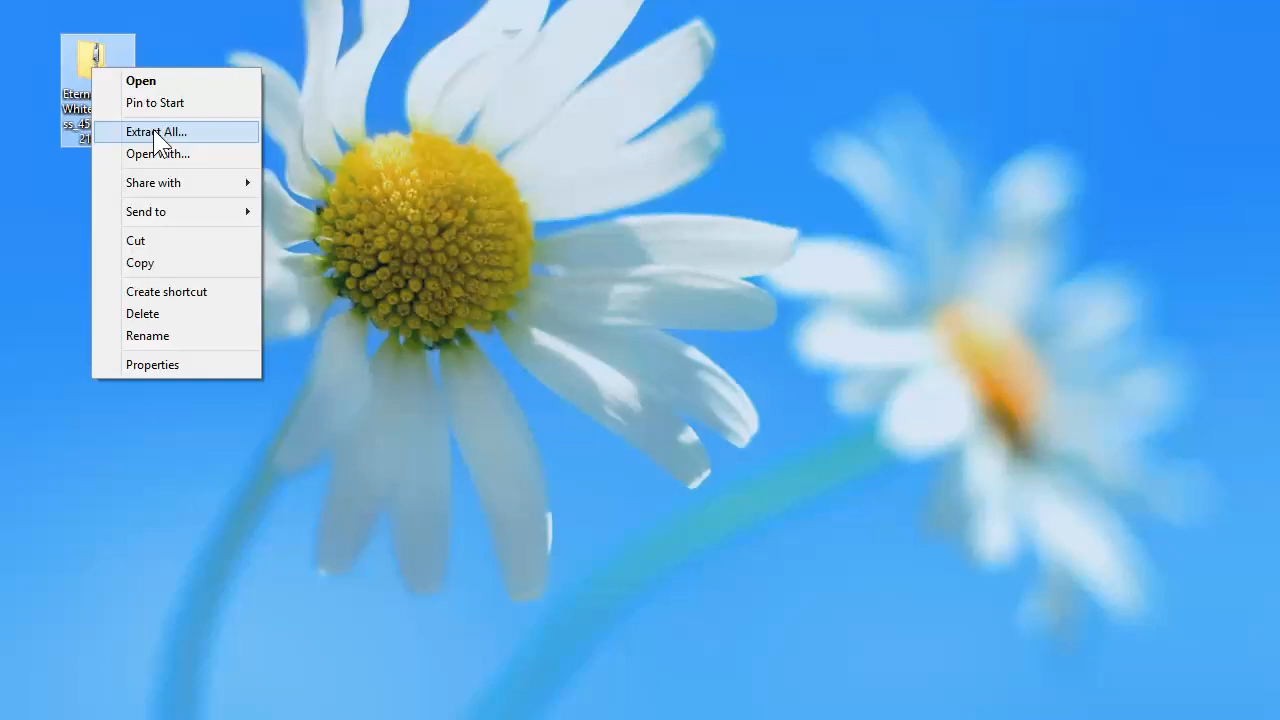 Open
Pin to Start
Extract All...
Open with...
Share with
Send to
Cut
Copy
Create shortcut
Delete
Rename
Properties